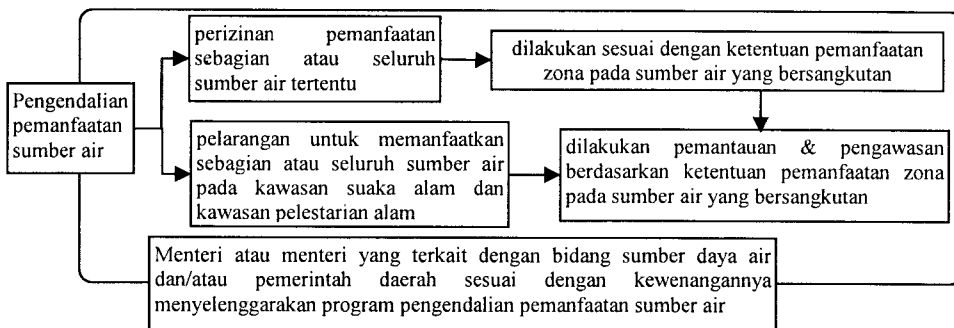 Pengendalian
pemanfaatan
sumber air
perizinan pemanfaatan
sebagian atau seluruh
sumber air tertentu
dilakukan sesuai dengan ketentuan pemanfaatan
zona pada sumber air yang bersangkutan
pelarangan untuk memanfaatkan
sebagian atau seluruh sumber air
pada kawasan suaka alam dan
kawasan pelestarian alam
dilakukan pemantauan & pengawasan
berdasarkan ketentuan pemanfaatan zona
pada sumber air yang bersangkutan
Menteri atau menteri yang terkait dengan bidang sumber daya air
dan/atau pemerintah daerah sesuai dengan kewenangannya
menyelenggarakan program pengendalian pemanfaatan sumber air